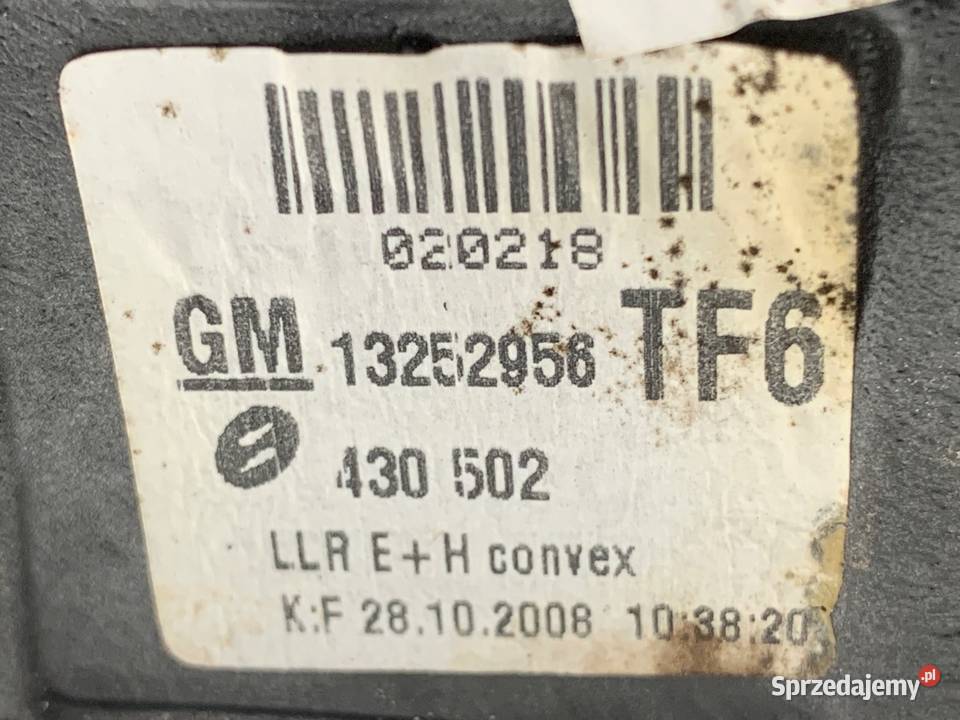 020218
GM 13252956 TF6
430 502
LLR E+H convex
K:F 28.10.2008 10:38:20
Sprzedajemy.pl